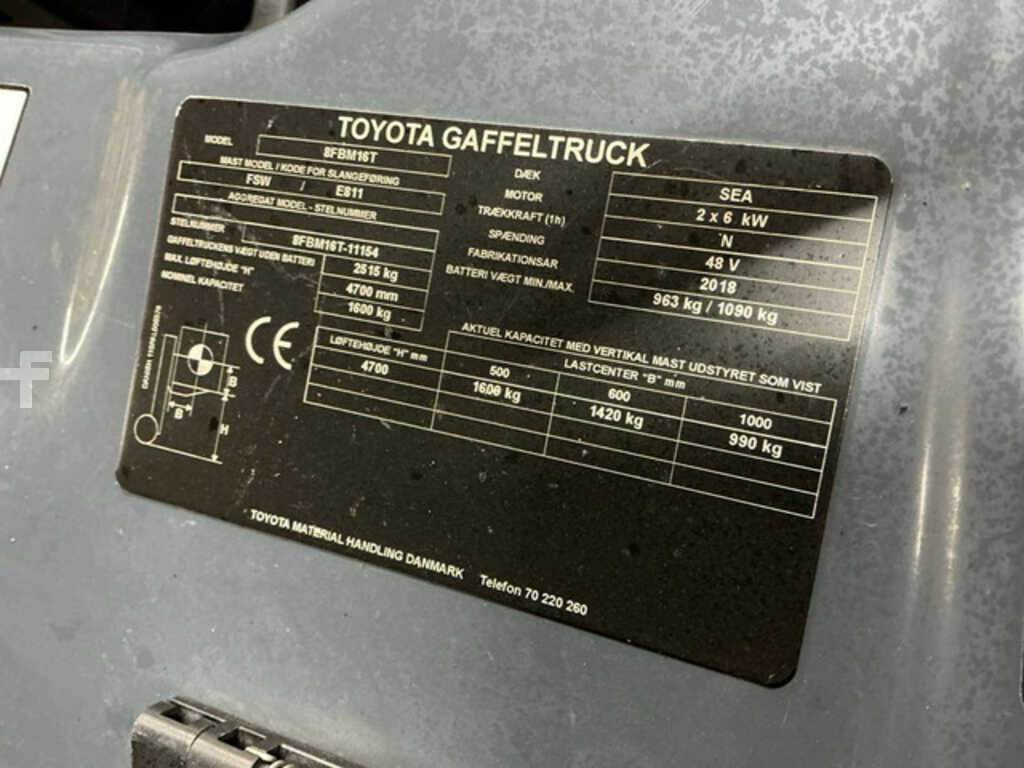 TOYOTA GAFFELTRUCK
MODEL 8FBM16T
MAST MODEL / KODE FOR SLANGEFØRING
FSW / E811
AGGREGAT MODEL - STELNUMMER
STELNUMMER 8FBM16T-11154
GAFFELTRUCKENS VÆGT UDEN BATTERI 2515 kg
MAX. LØFTEHØJDE "H" 4700 mm
NOMINEL KAPACITET 1600 kg
DÆK SEA
MOTOR 2 x 6 kW
TRÆKKRAFT (1h) N
SPÆNDING 48 V
FABRIKATIONSÅR 2018
BATTERI VÆGT MIN./MAX. 963 kg / 1090 kg
CE
B
B
H
AKTUEL KAPACITET MED VERTIKAL MAST UDSTYRET SOM VIST
LØFTEHØJDE "H" mm LASTCENTER "B" mm
500 600 1000
4700 1600 kg 1420 kg 990 kg
TOYOTA MATERIAL HANDLING DANMARK Telefon 70 220 260
f